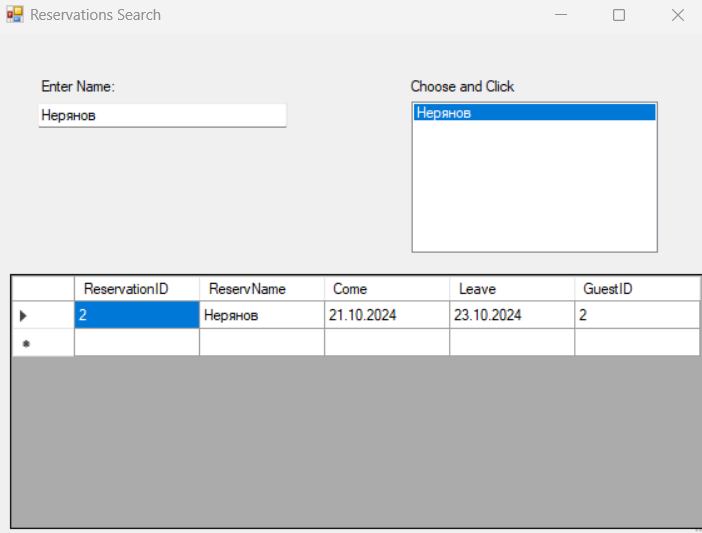 Reservations Search
Enter Name:
Нерянов
Choose and Click
Нерянов
ReservationID ReservName Come Leave GuestID
2 Нерянов 21.10.2024 23.10.2024 2